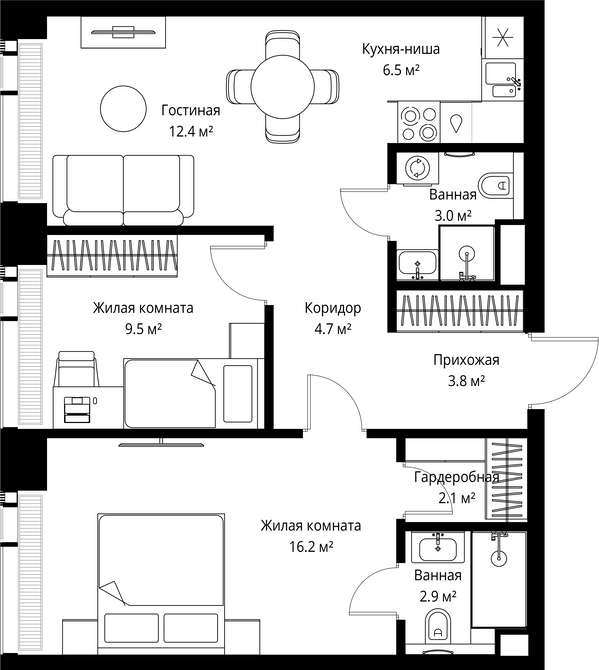 Кухня-ниша
6.5 м²
Гостиная
12.4 м²
Ванная
3.0 м²
Жилая комната
9.5 м²
Коридор
4.7 м²
Прихожая
3.8 м²
Гардеробная
2.1 м²
Жилая комната
16.2 м²
Ванная
2.9 м²